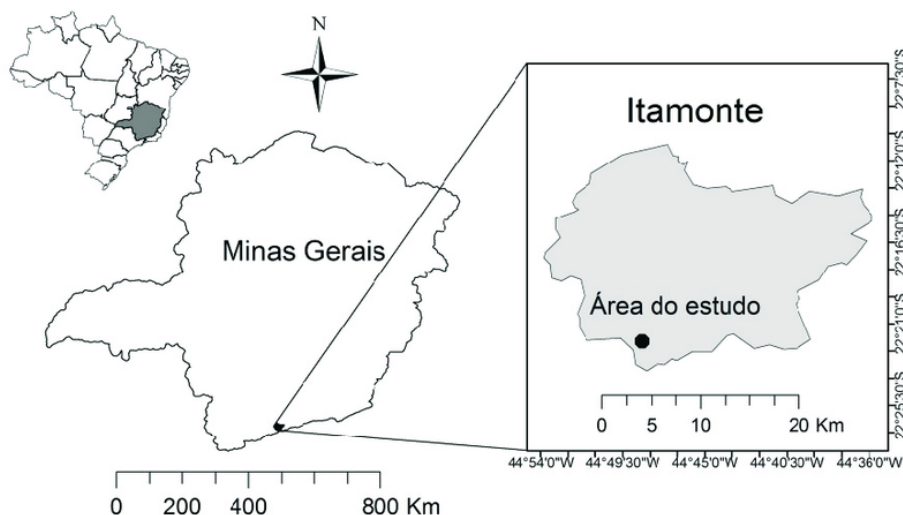 N
Itamonte
Minas Gerais
Área do estudo
0 5 10 20 Km
0 200 400 800 Km
22°7'30"S
22°12'0"S
22°16'30"S
22°21'0"S
22°25'30"S
44°54'0"W 44°49'30"W 44°45'0"W 44°40'30"W 44°36'0"W